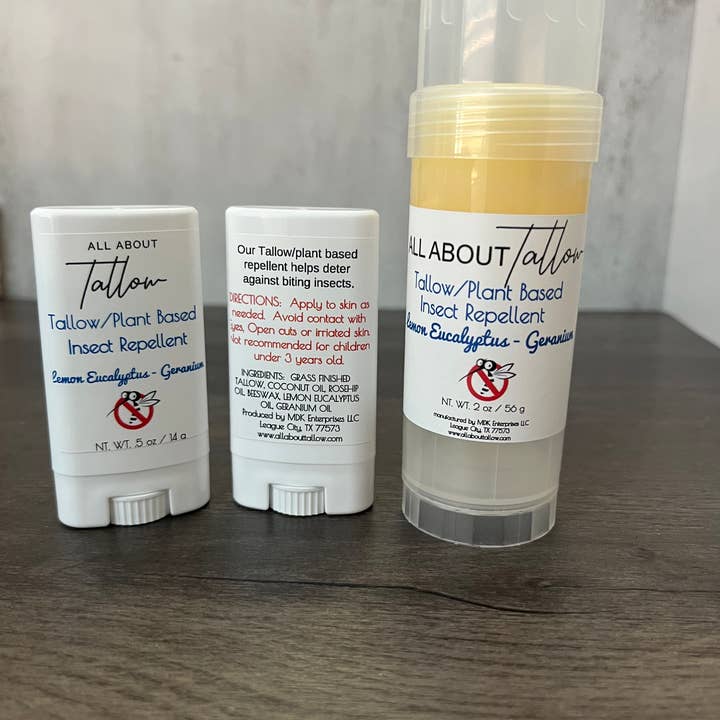 ALL ABOUT
Tallow
Tallow/Plant Based
Insect Repellent
Lemon Eucalyptus - Geranium
NT. WT. .5 oz / 14 g
Our Tallow/plant based
repellent helps deter
against biting insects.
DIRECTIONS: Apply to skin as
needed. Avoid contact with
eyes, Open cuts or irritated skin.
Not recommended for children
under 3 years old.
INGREDIENTS: GRASS FINISHED
TALLOW, COCONUT OIL, ROSEHIP
OIL, BEESWAX, LEMON EUCALYPTUS
OIL, GERANIUM OIL
Produced by MDK Enterprises LLC
League City, TX 77573
www.allabouttallow.com
ALL ABOUT Tallow
Tallow/Plant Based
Insect Repellent
Lemon Eucalyptus - Geranium
NT. WT. 2 oz / 56 g
manufactured by MDK Enterprises LLC
League City, TX 77573
www.allabouttallow.com